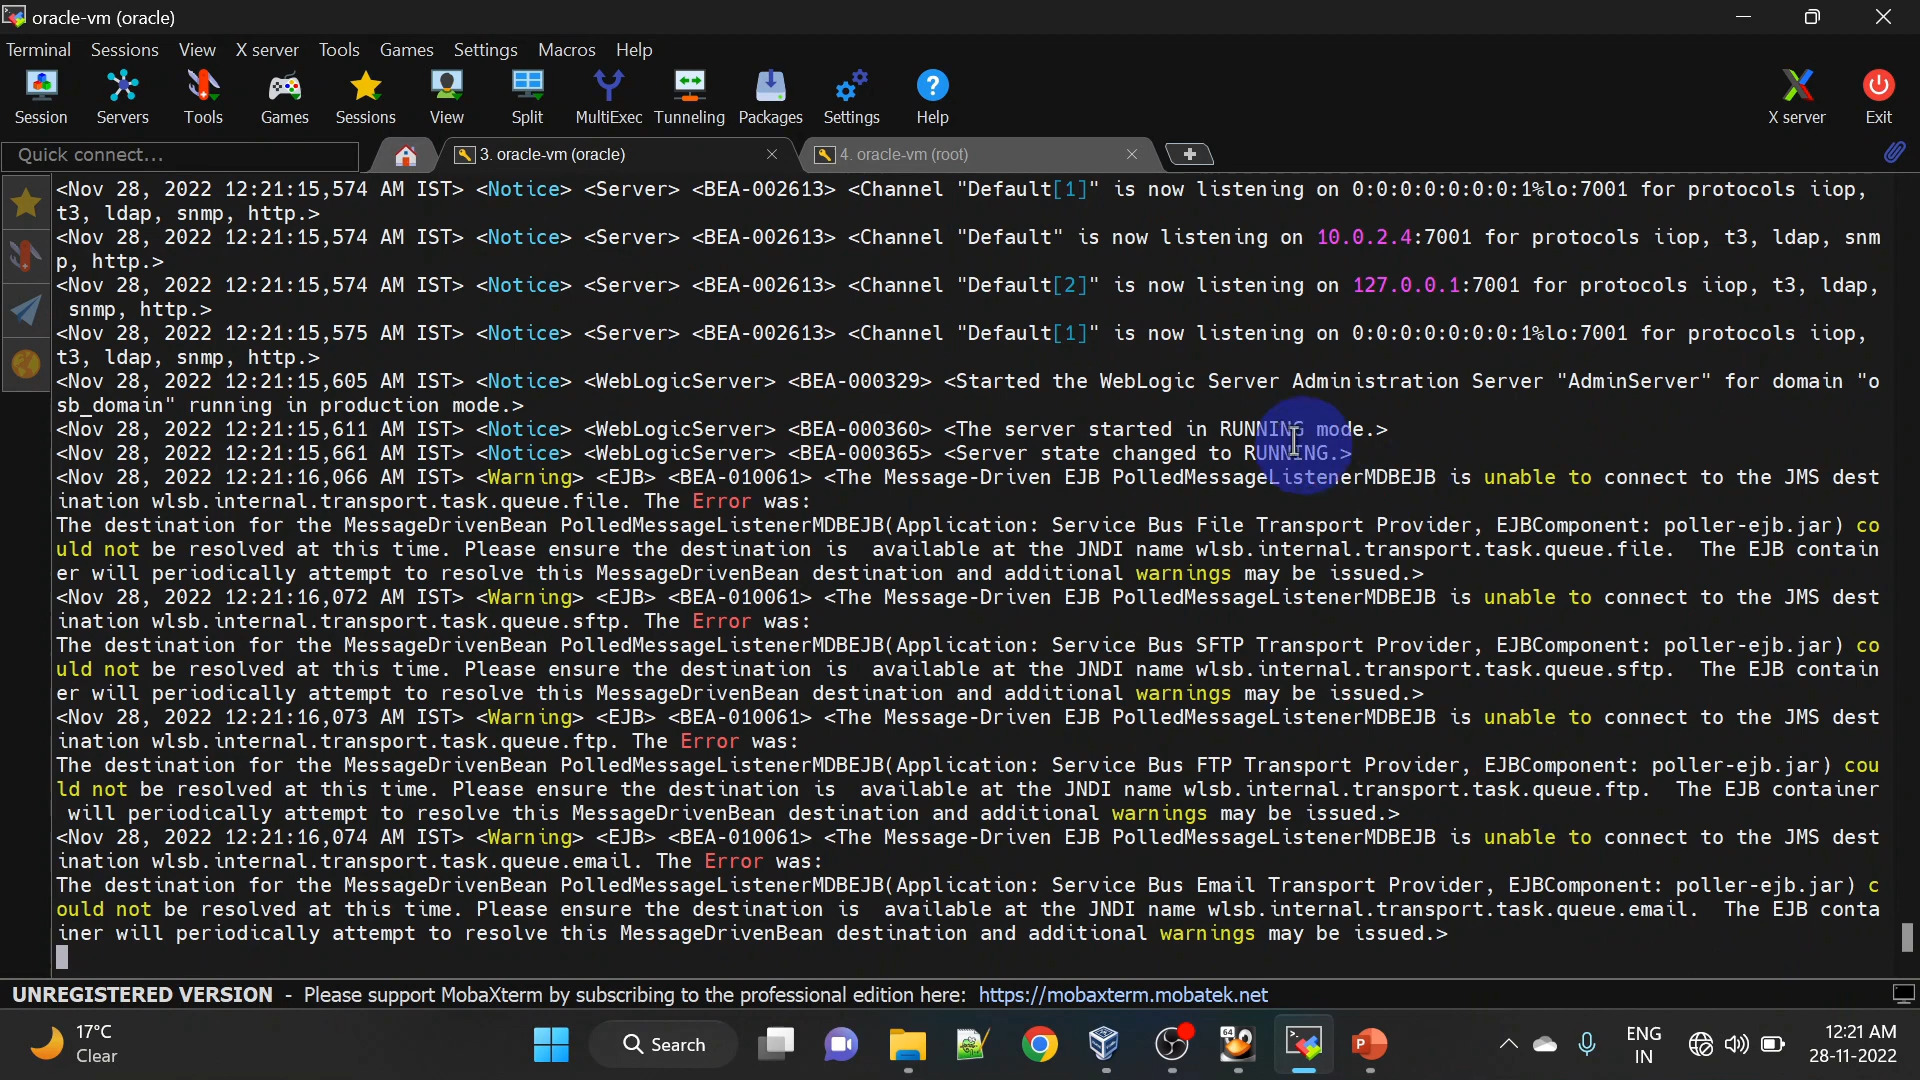 oracle-vm (oracle)
Terminal Sessions View X server Tools Games Settings Macros Help
Session Servers Tools Games Sessions View Split MultiExec Tunneling Packages Settings Help X server Exit
Quick connect... 3. oracle-vm (oracle) 4. oracle-vm (root)
<Nov 28, 2022 12:21:15,574 AM IST> <Notice> <Server> <BEA-002613> <Channel "Default[1]" is now listening on 0:0:0:0:0:0:0:1%lo:7001 for protocols iiop,
t3, ldap, snmp, http.>
<Nov 28, 2022 12:21:15,574 AM IST> <Notice> <Server> <BEA-002613> <Channel "Default" is now listening on 10.0.2.4:7001 for protocols iiop, t3, ldap, snm
p, http.>
<Nov 28, 2022 12:21:15,574 AM IST> <Notice> <Server> <BEA-002613> <Channel "Default[2]" is now listening on 127.0.0.1:7001 for protocols iiop, t3, ldap,
snmp, http.>
<Nov 28, 2022 12:21:15,575 AM IST> <Notice> <Server> <BEA-002613> <Channel "Default[1]" is now listening on 0:0:0:0:0:0:0:1%lo:7001 for protocols iiop,
t3, ldap, snmp, http.>
<Nov 28, 2022 12:21:15,605 AM IST> <Notice> <WebLogicServer> <BEA-000329> <Started the WebLogic Server Administration Server "AdminServer" for domain "o
sb_domain" running in production mode.>
<Nov 28, 2022 12:21:15,611 AM IST> <Notice> <WebLogicServer> <BEA-000360> <The server started in RUNNING mode.>
<Nov 28, 2022 12:21:15,661 AM IST> <Notice> <WebLogicServer> <BEA-000365> <Server state changed to RUNNING.>
<Nov 28, 2022 12:21:16,066 AM IST> <Warning> <EJB> <BEA-010061> <The Message-Driven EJB PolledMessageListenerMDBEJB is unable to connect to the JMS dest
ination wlsb.internal.transport.task.queue.file. The Error was:
The destination for the MessageDrivenBean PolledMessageListenerMDBEJB(Application: Service Bus File Transport Provider, EJBComponent: poller-ejb.jar) co
uld not be resolved at this time. Please ensure the destination is  available at the JNDI name wlsb.internal.transport.task.queue.file.  The EJB contain
er will periodically attempt to resolve this MessageDrivenBean destination and additional warnings may be issued.>
<Nov 28, 2022 12:21:16,072 AM IST> <Warning> <EJB> <BEA-010061> <The Message-Driven EJB PolledMessageListenerMDBEJB is unable to connect to the JMS dest
ination wlsb.internal.transport.task.queue.sftp. The Error was:
The destination for the MessageDrivenBean PolledMessageListenerMDBEJB(Application: Service Bus SFTP Transport Provider, EJBComponent: poller-ejb.jar) co
uld not be resolved at this time. Please ensure the destination is  available at the JNDI name wlsb.internal.transport.task.queue.sftp.  The EJB contain
er will periodically attempt to resolve this MessageDrivenBean destination and additional warnings may be issued.>
<Nov 28, 2022 12:21:16,073 AM IST> <Warning> <EJB> <BEA-010061> <The Message-Driven EJB PolledMessageListenerMDBEJB is unable to connect to the JMS dest
ination wlsb.internal.transport.task.queue.ftp. The Error was:
The destination for the MessageDrivenBean PolledMessageListenerMDBEJB(Application: Service Bus FTP Transport Provider, EJBComponent: poller-ejb.jar) cou
ld not be resolved at this time. Please ensure the destination is  available at the JNDI name wlsb.internal.transport.task.queue.ftp.  The EJB container
will periodically attempt to resolve this MessageDrivenBean destination and additional warnings may be issued.>
<Nov 28, 2022 12:21:16,074 AM IST> <Warning> <EJB> <BEA-010061> <The Message-Driven EJB PolledMessageListenerMDBEJB is unable to connect to the JMS dest
ination wlsb.internal.transport.task.queue.email. The Error was:
The destination for the MessageDrivenBean PolledMessageListenerMDBEJB(Application: Service Bus Email Transport Provider, EJBComponent: poller-ejb.jar) c
ould not be resolved at this time. Please ensure the destination is  available at the JNDI name wlsb.internal.transport.task.queue.email.  The EJB conta
iner will periodically attempt to resolve this MessageDrivenBean destination and additional warnings may be issued.>
UNREGISTERED VERSION - Please support MobaXterm by subscribing to the professional edition here: https://mobaxterm.mobatek.net
17°C
Clear
Search
64
P
ENG
IN
12:21 AM
28-11-2022